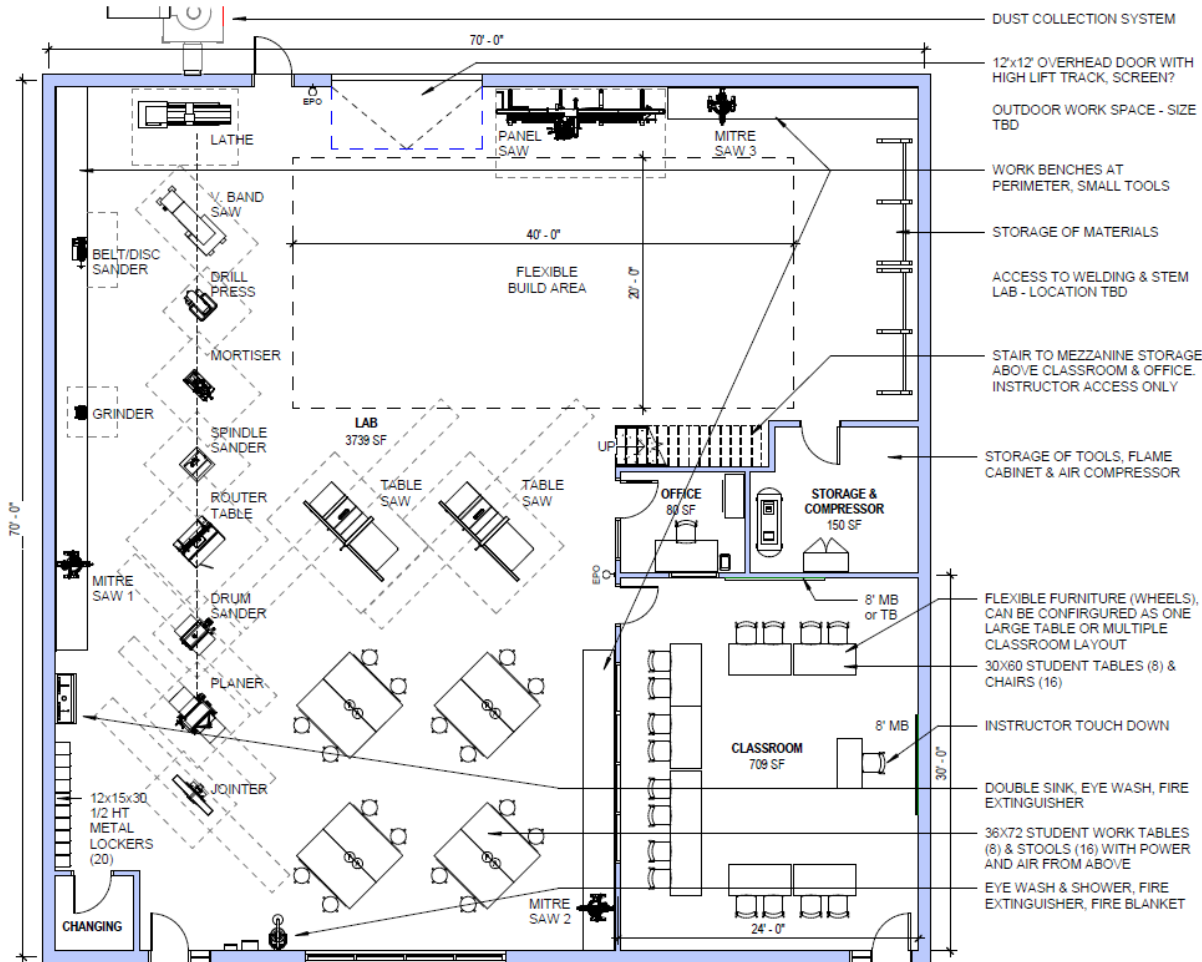 DUST COLLECTION SYSTEM
70' - 0"
12'x12' OVERHEAD DOOR WITH
HIGH LIFT TRACK, SCREEN?
EPO
OUTDOOR WORK SPACE - SIZE
TBD
LATHE
PANEL
SAW
MITRE
SAW 3
WORK BENCHES AT
PERIMETER, SMALL TOOLS
V. BAND
SAW
40' - 0"
STORAGE OF MATERIALS
BELT/DISC
SANDER
DRILL
PRESS
FLEXIBLE
BUILD AREA
20' - 0"
ACCESS TO WELDING & STEM
LAB - LOCATION TBD
MORTISER
STAIR TO MEZZANINE STORAGE
ABOVE CLASSROOM & OFFICE.
INSTRUCTOR ACCESS ONLY
GRINDER
LAB
3739 SF
SPINDLE
SANDER
UP
STORAGE OF TOOLS, FLAME
CABINET & AIR COMPRESSOR
70' - 0"
ROUTER
TABLE
TABLE
SAW
TABLE
SAW
OFFICE
80 SF
STORAGE &
COMPRESSOR
150 SF
MITRE
SAW 1
EPO
DRUM
SANDER
8' MB
or TB
FLEXIBLE FURNITURE (WHEELS),
CAN BE CONFIRGURED AS ONE
LARGE TABLE OR MULTIPLE
CLASSROOM LAYOUT
30X60 STUDENT TABLES (8) &
CHAIRS (16)
PLANER
8' MB
INSTRUCTOR TOUCH DOWN
CLASSROOM
709 SF
30' - 0"
JOINTER
12x15x30
1/2 HT
METAL
LOCKERS
(20)
DOUBLE SINK, EYE WASH, FIRE
EXTINGUISHER
36X72 STUDENT WORK TABLES
(8) & STOOLS (16) WITH POWER
AND AIR FROM ABOVE
EYE WASH & SHOWER, FIRE
EXTINGUISHER, FIRE BLANKET
MITRE
SAW 2
CHANGING
24' - 0"